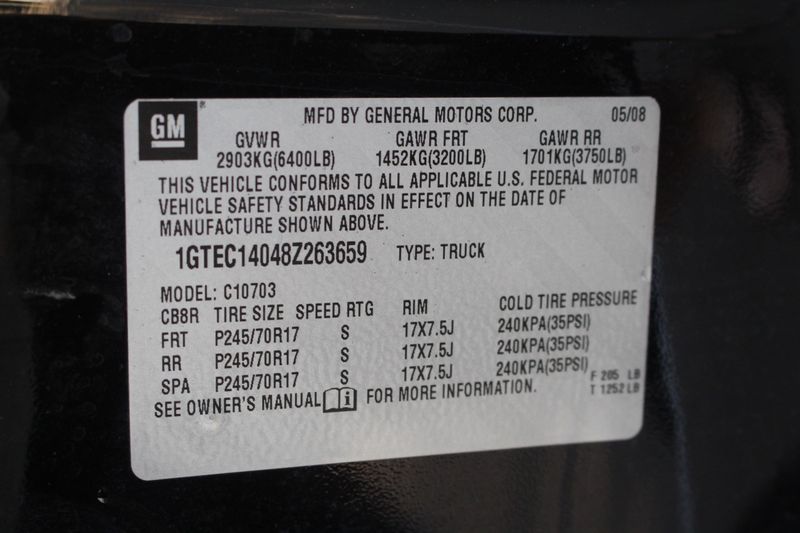 GM
MFD BY GENERAL MOTORS CORP. 05/08
GVWR GAWR FRT GAWR RR
2903KG(6400LB) 1452KG(3200LB) 1701KG(3750LB)
THIS VEHICLE CONFORMS TO ALL APPLICABLE U.S. FEDERAL MOTOR
VEHICLE SAFETY STANDARDS IN EFFECT ON THE DATE OF
MANUFACTURE SHOWN ABOVE.
1GTEC14048Z263659 TYPE: TRUCK
MODEL: C10703
CB8R TIRE SIZE SPEED RTG RIM COLD TIRE PRESSURE
FRT P245/70R17 S 17X7.5J 240KPA(35PSI)
RR P245/70R17 S 17X7.5J 240KPA(35PSI)
SPA P245/70R17 S 17X7.5J 240KPA(35PSI)
F 205 LB
T 1252 LB
SEE OWNER'S MANUAL FOR MORE INFORMATION.